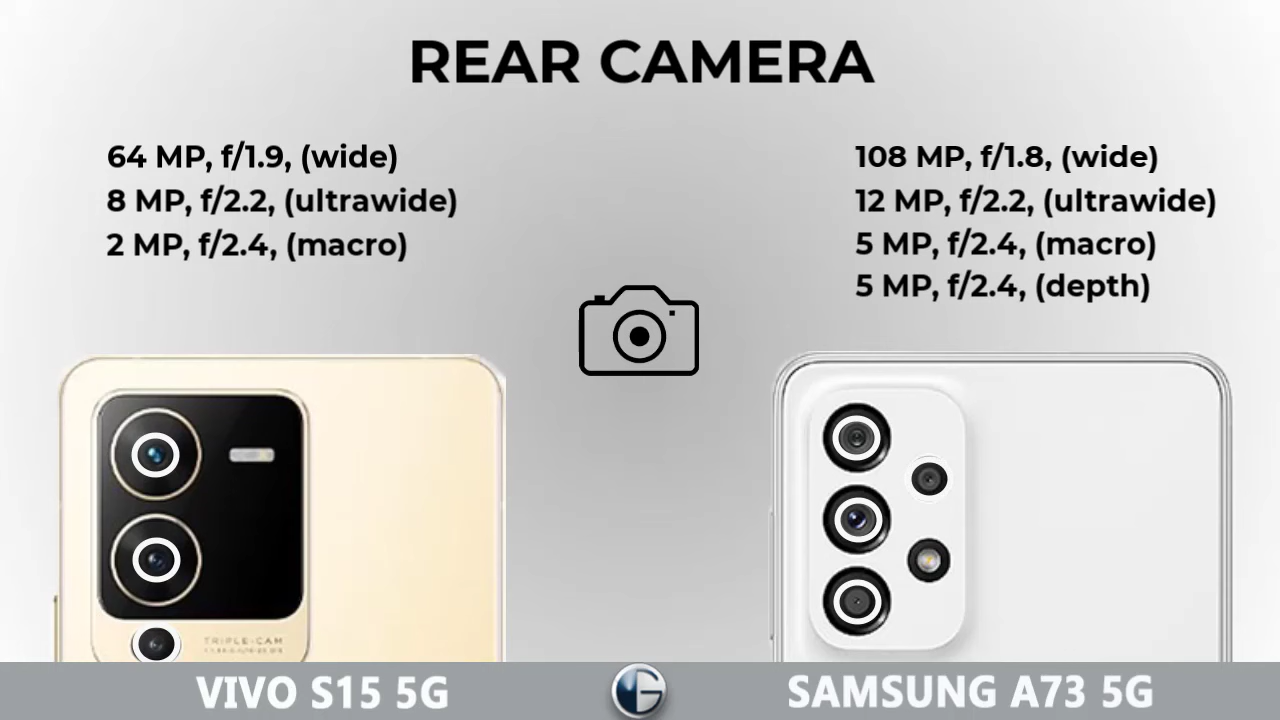 REAR CAMERA
64 MP, f/1.9, (wide)
8 MP, f/2.2, (ultrawide)
2 MP, f/2.4, (macro)
108 MP, f/1.8, (wide)
12 MP, f/2.2, (ultrawide)
5 MP, f/2.4, (macro)
5 MP, f/2.4, (depth)
TRIPLE-CAM
VIVO S15 5G
G
SAMSUNG A73 5G